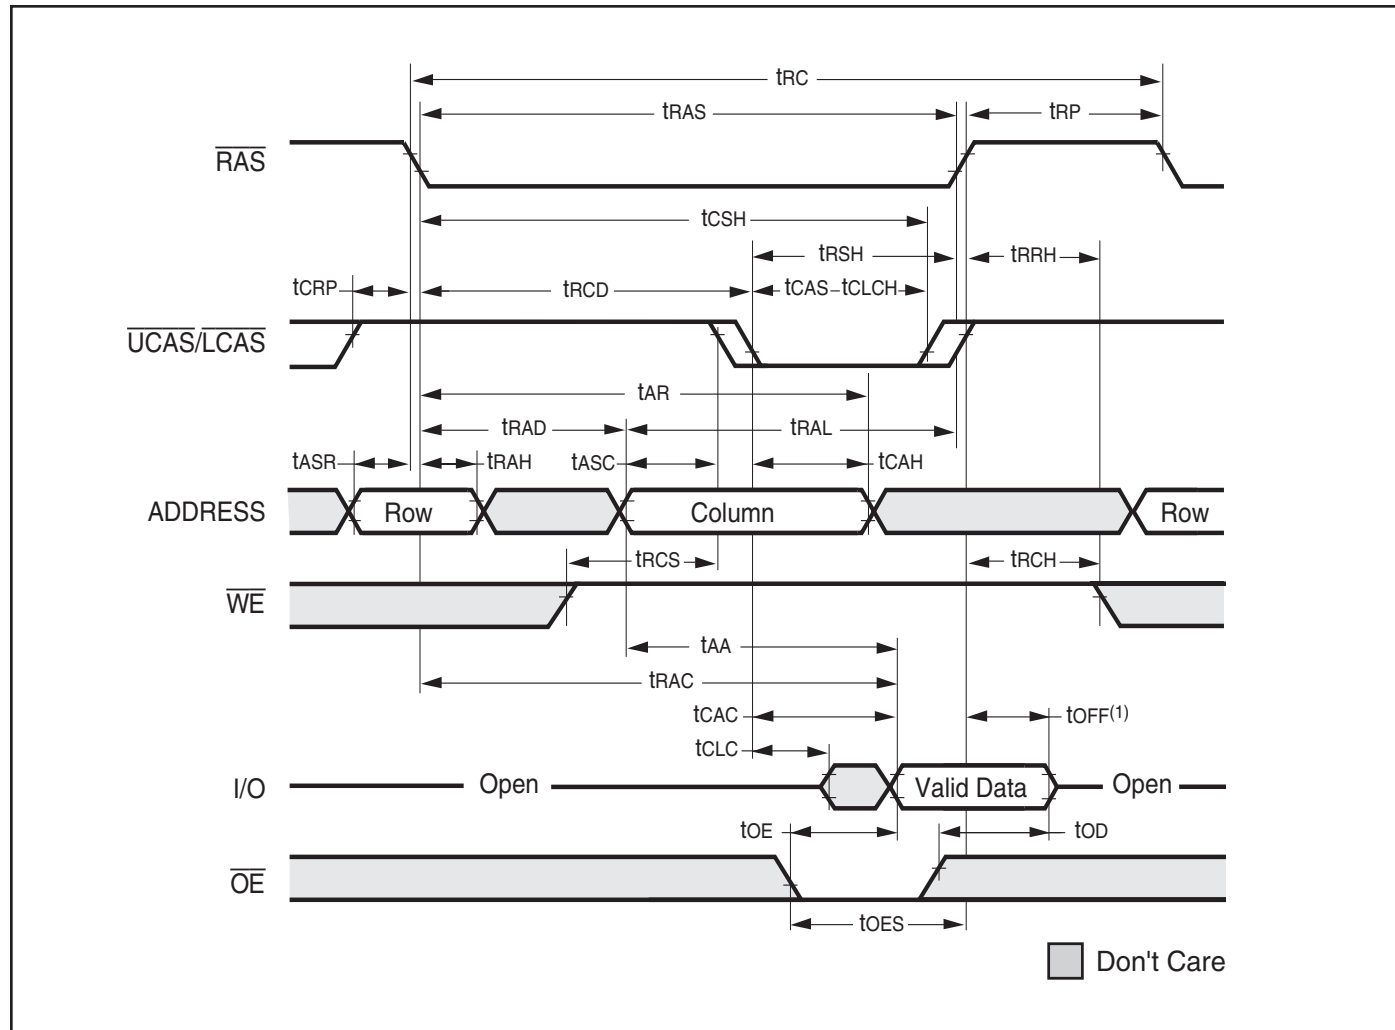 tRC
tRAS
tRP
RAS
tCSH
tRSH
tRRH
tCRP
tRCD
tCAS
tCLCH
UCAS/LCAS
tAR
tRAD
tRAL
tASR
tRAH
tASC
tCAH
ADDRESS
Row
Column
Row
tRCS
tRCH
WE
tAA
tRAC
tCAC
tOFF(1)
tCLC
I/O
Open
Valid Data
Open
tOE
tOD
OE
tOES
Don't Care